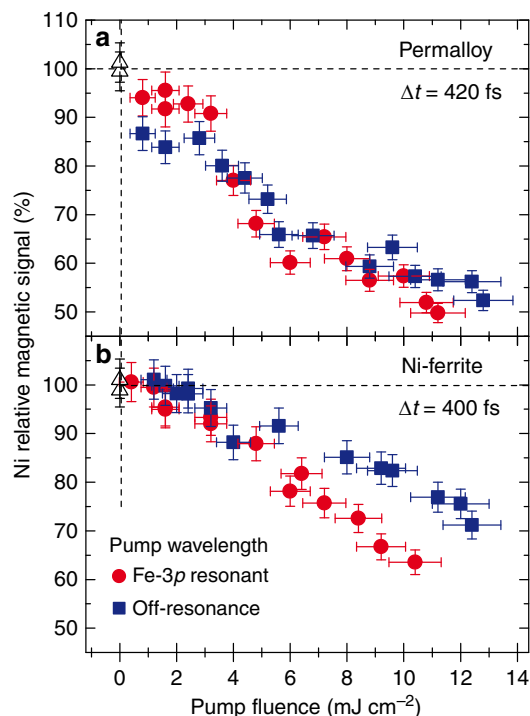 a
Permalloy
Δt = 420 fs
110
100
90
80
70
60
50
b
Ni-ferrite
Δt = 400 fs
100
90
80
70
60
50
Ni relative magnetic signal (%)
Pump wavelength
Fe-3p resonant
Off-resonance
0 2 4 6 8 10 12 14
Pump fluence (mJ cm⁻²)